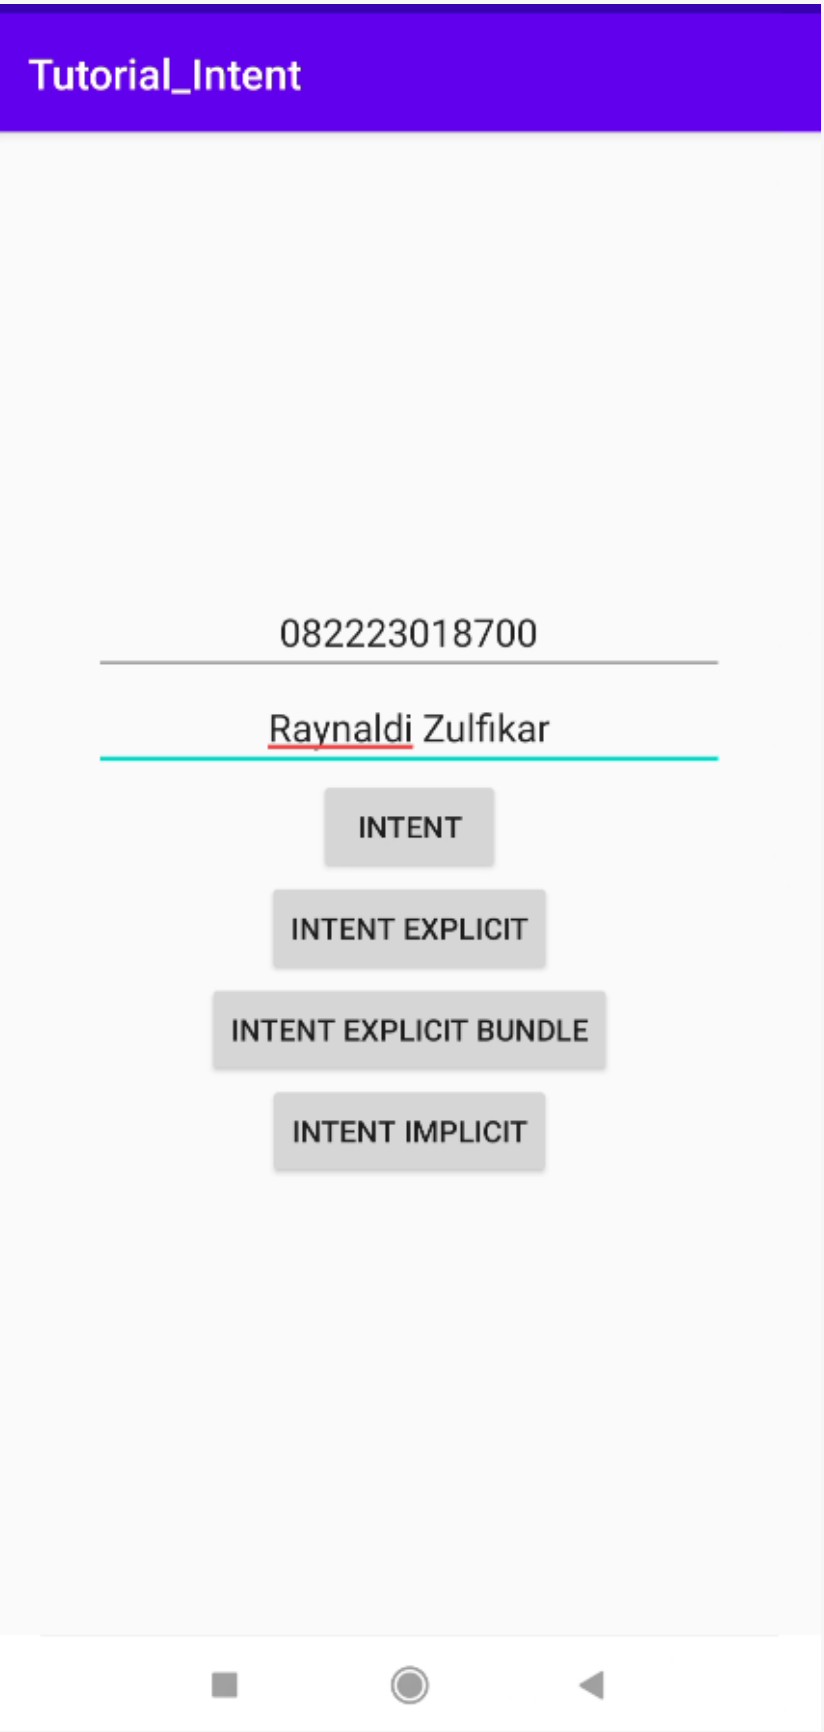 Tutorial_Intent
082223018700
Raynaldi Zulfikar
INTENT
INTENT EXPLICIT
INTENT EXPLICIT BUNDLE
INTENT IMPLICIT